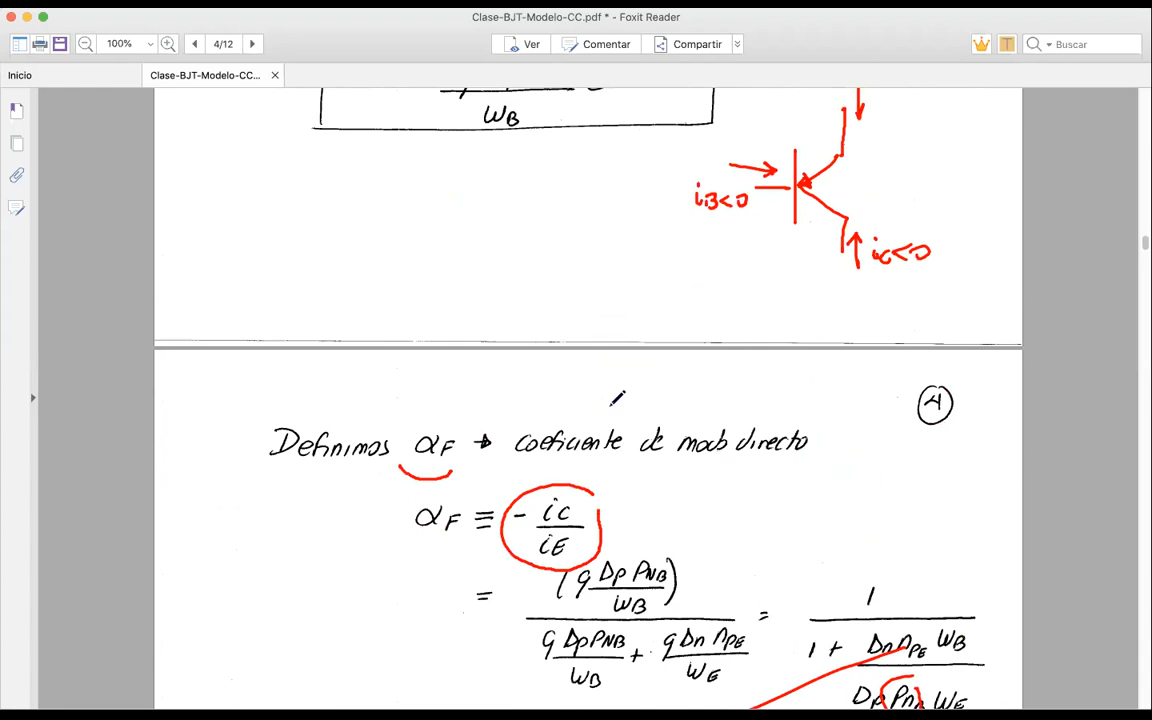 Clase-BJT-Modelo-CC.pdf * - Foxit Reader
100% 4/12 Ver Comentar Compartir T Buscar
Inicio Clase-BJT-Modelo-CC... ×
WB
iB<0
ic<0
4
Definimos αF → coeficiente de modo directo
αF ≡ - ic / iE
= (q Dp PNB / WB) / (q Dp PNB / WB + q Dn nPE / WE) = 1 / (1 + Dn nPE WB / Dp PNB WE)